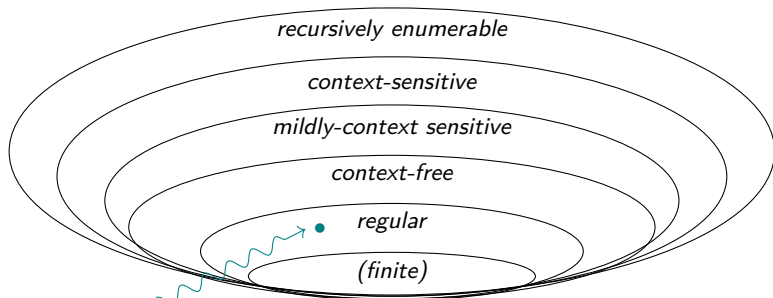 recursively enumerable
context-sensitive
mildly-context sensitive
context-free
regular
(finite)